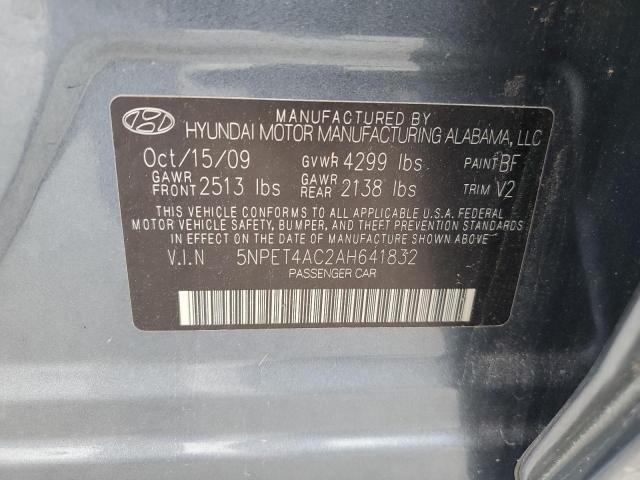 MANUFACTURED BY
HYUNDAI MOTOR MANUFACTURING ALABAMA, LLC
Oct/15/09 GVWR 4299 lbs PAINT BF
GAWR FRONT 2513 lbs GAWR REAR 2138 lbs TRIM V2
THIS VEHICLE CONFORMS TO ALL APPLICABLE U.S.A. FEDERAL
MOTOR VEHICLE SAFETY, BUMPER, AND THEFT PREVENTION STANDARDS
IN EFFECT ON THE DATE OF MANUFACTURE SHOWN ABOVE.
V.I.N 5NPET4AC2AH641832
PASSENGER CAR